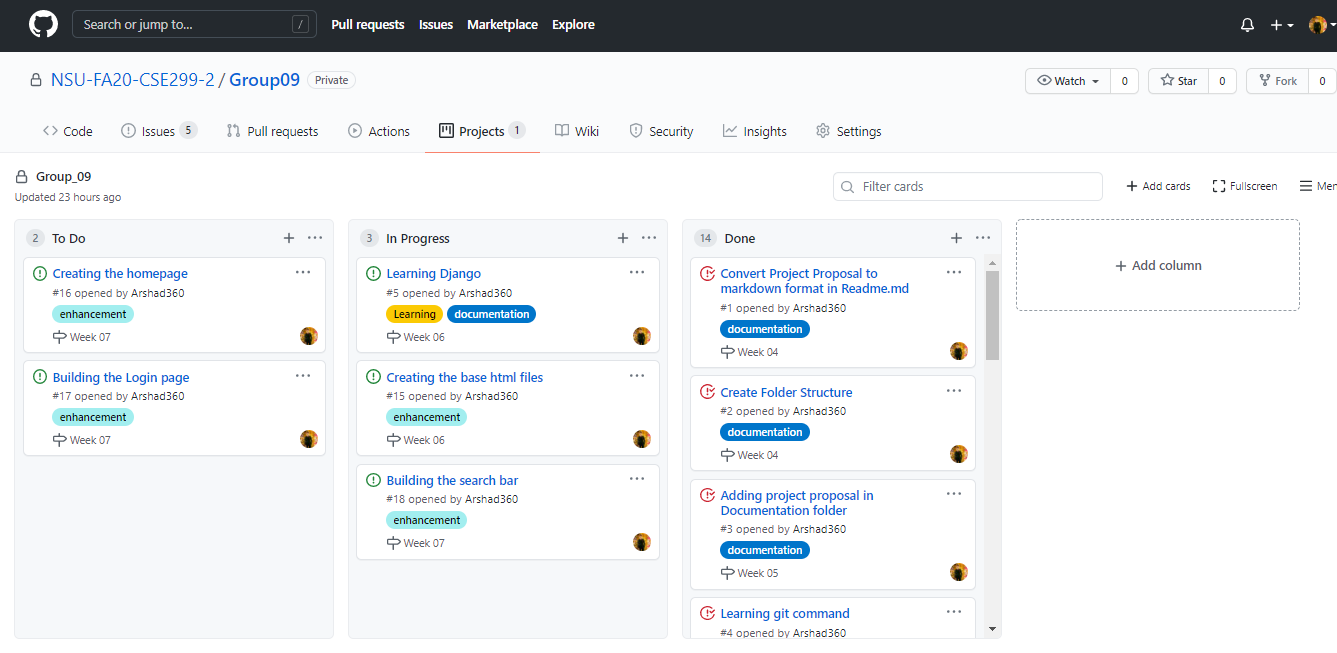 Search or jump to... /
Pull requests Issues Marketplace Explore
NSU-FA20-CSE299-2 / Group09 Private
Watch 0 Star 0 Fork 0
Code Issues 5 Pull requests Actions Projects 1 Wiki Security Insights Settings
Group_09
Updated 23 hours ago
Filter cards
Add cards Fullscreen
2 To Do
Creating the homepage
#16 opened by Arshad360
enhancement
Week 07
Building the Login page
#17 opened by Arshad360
enhancement
Week 07
3 In Progress
Learning Django
#5 opened by Arshad360
Learning documentation
Week 06
Creating the base html files
#15 opened by Arshad360
enhancement
Week 06
Building the search bar
#18 opened by Arshad360
enhancement
Week 07
14 Done
Convert Project Proposal to
markdown format in Readme.md
#1 opened by Arshad360
documentation
Week 04
Create Folder Structure
#2 opened by Arshad360
documentation
Week 04
Adding project proposal in
Documentation folder
#3 opened by Arshad360
documentation
Week 05
Learning git command
#4 opened by Arshad360
Add column